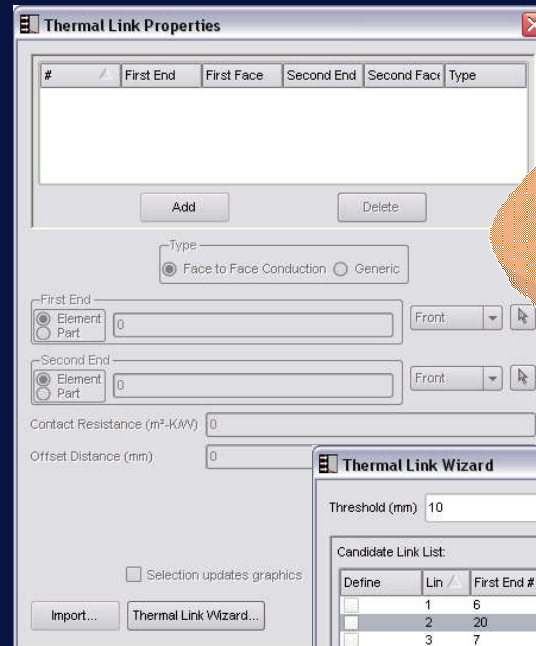 Thermal Link Properties
# First End First Face Second End Second Face Type
Add Delete
Type
Face to Face Conduction Generic
First End
Element
Part
0 Front
Second End
Element
Part
0 Front
Contact Resistance (m²-K/W) 0
Offset Distance (mm) 0
Thermal Link Wizard
Threshold (mm) 10
Candidate Link List:
Selection updates graphics
Define Lin First End #
Import... Thermal Link Wizard...
1 6
2 20
3 7